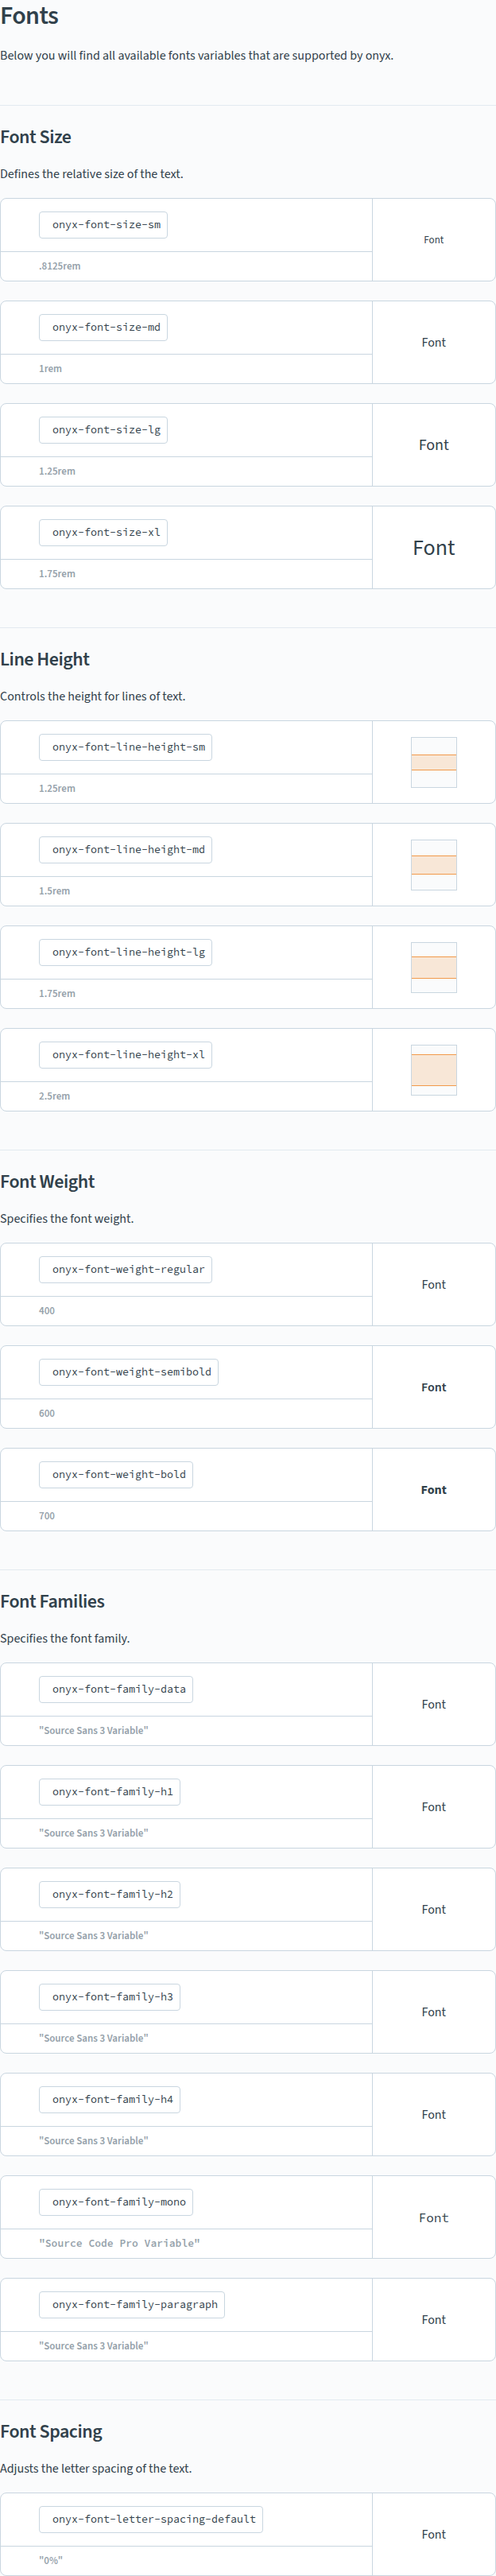 Fonts
Below you will find all available fonts variables that are supported by onyx.
Font Size
Defines the relative size of the text.
onyx-font-size-sm
Font
.8125rem
onyx-font-size-md
Font
1rem
onyx-font-size-lg
Font
1.25rem
onyx-font-size-xl
Font
1.75rem
Line Height
Controls the height for lines of text.
onyx-font-line-height-sm
1.25rem
onyx-font-line-height-md
1.5rem
onyx-font-line-height-lg
1.75rem
onyx-font-line-height-xl
2.5rem
Font Weight
Specifies the font weight.
onyx-font-weight-regular
Font
400
onyx-font-weight-semibold
Font
600
onyx-font-weight-bold
Font
700
Font Families
Specifies the font family.
onyx-font-family-data
Font
"Source Sans 3 Variable"
onyx-font-family-h1
Font
"Source Sans 3 Variable"
onyx-font-family-h2
Font
"Source Sans 3 Variable"
onyx-font-family-h3
Font
"Source Sans 3 Variable"
onyx-font-family-h4
Font
"Source Sans 3 Variable"
onyx-font-family-mono
Font
"Source Code Pro Variable"
onyx-font-family-paragraph
Font
"Source Sans 3 Variable"
Font Spacing
Adjusts the letter spacing of the text.
onyx-font-letter-spacing-default
Font
"0%"